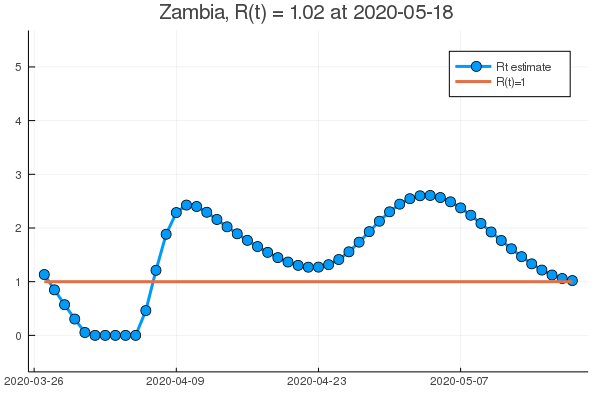 Zambia, R(t) = 1.02 at 2020-05-18
5
4
3
2
1
0
Rt estimate
R(t)=1
2020-03-26 2020-04-09 2020-04-23 2020-05-07